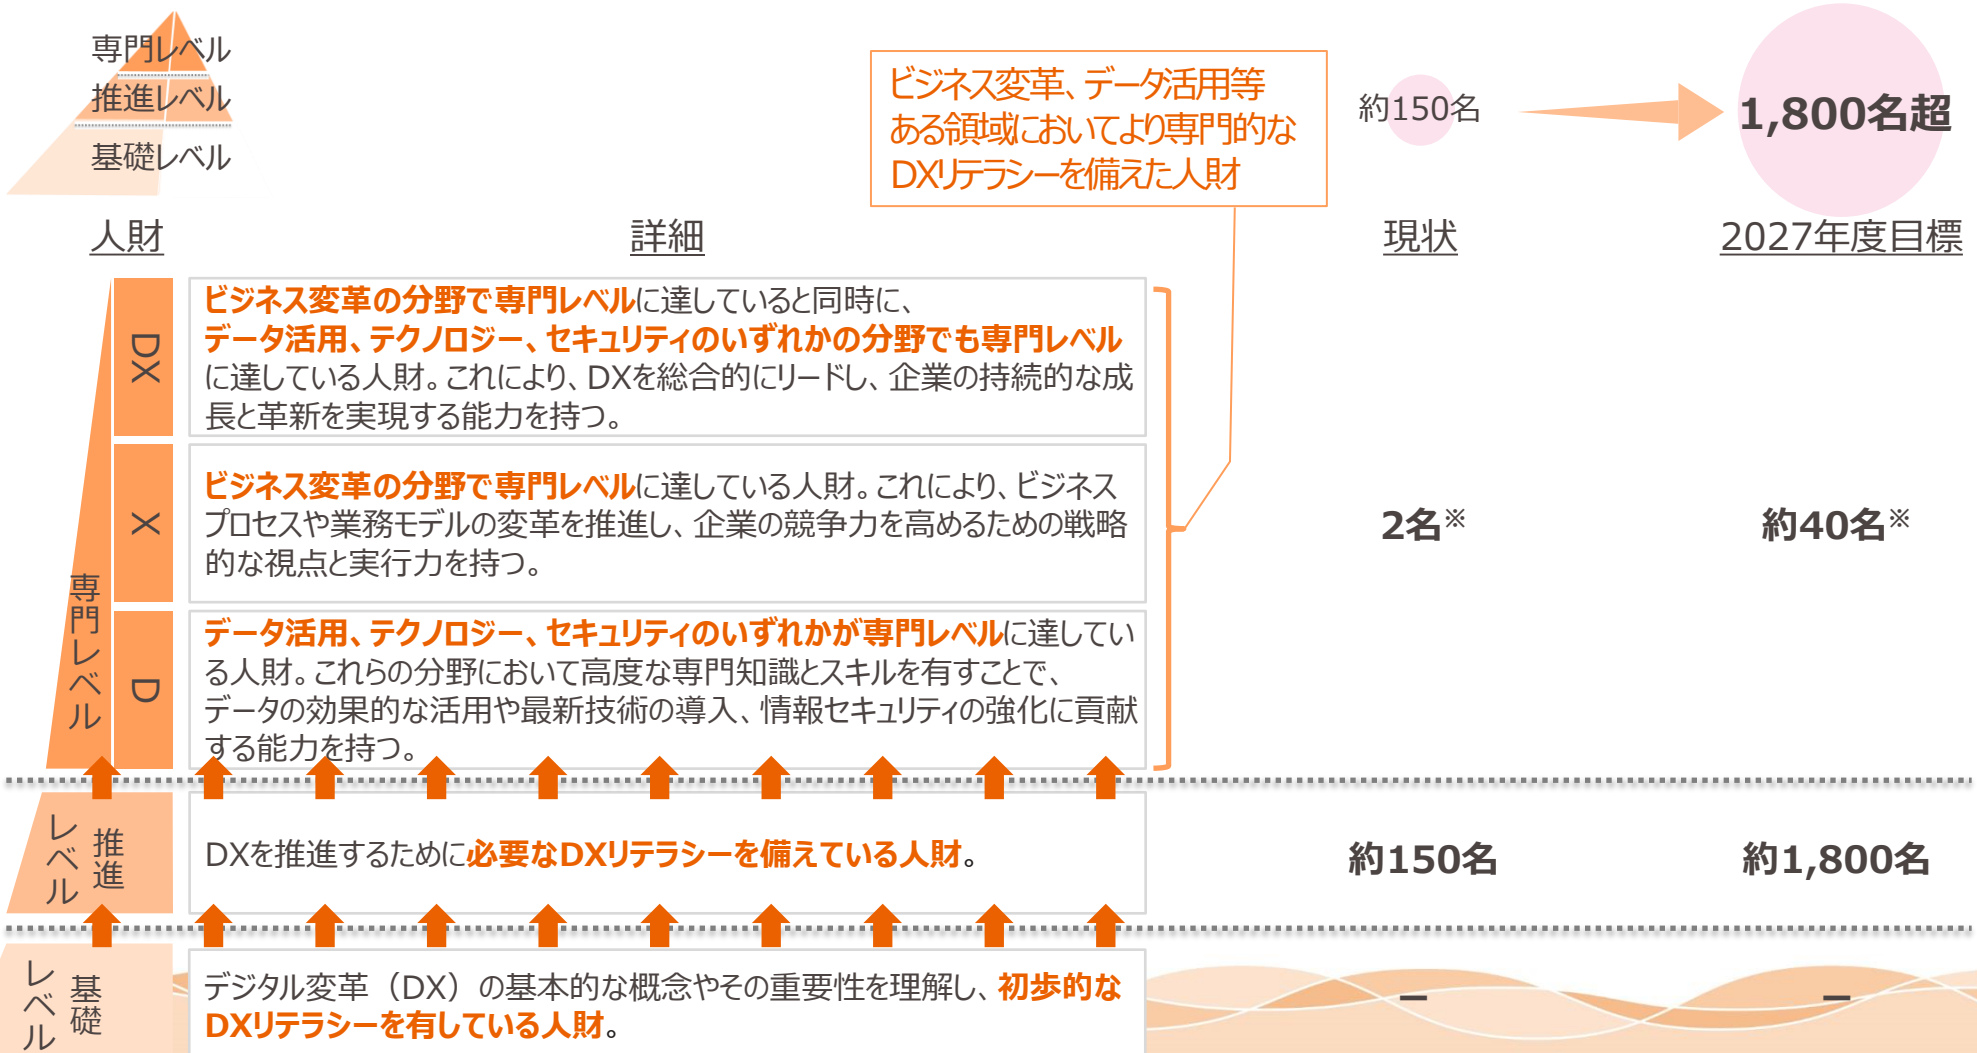 専門レベル
推進レベル
基礎レベル
ビジネス変革、データ活用等
ある領域においてより専門的な
DXリテラシーを備えた人財
約150名
1,800名超
人財
詳細
現状
2027年度目標
専門レベル
DX
ビジネス変革の分野で専門レベルに達していると同時に、
データ活用、テクノロジー、セキュリティのいずれかの分野でも専門レベル
に達している人財。これにより、DXを総合的にリードし、企業の持続的な成
長と革新を実現する能力を持つ。
X
ビジネス変革の分野で専門レベルに達している人財。これにより、ビジネス
プロセスや業務モデルの変革を推進し、企業の競争力を高めるための戦略
的な視点と実行力を持つ。
2名※
約40名※
D
データ活用、テクノロジー、セキュリティのいずれかが専門レベルに達してい
る人財。これらの分野において高度な専門知識とスキルを有すことで、
データの効果的な活用や最新技術の導入、情報セキュリティの強化に貢献
する能力を持つ。
推進
レベル
DXを推進するために必要なDXリテラシーを備えている人財。
約150名
約1,800名
基礎
レベル
デジタル変革（DX）の基本的な概念やその重要性を理解し、初歩的な
DXリテラシーを有している人財。
－
－